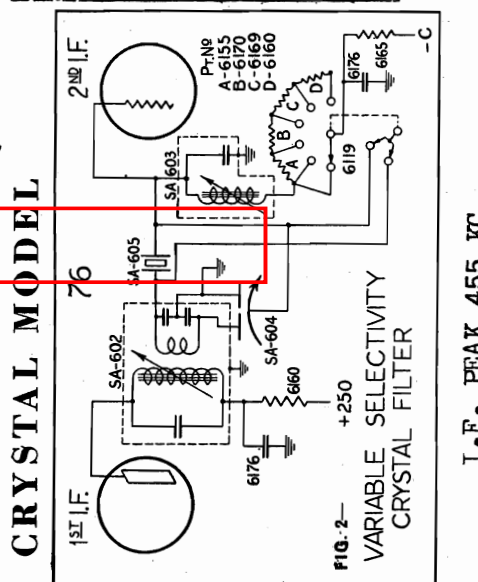 CRYSTAL MODEL
76
1ST I.F.
2ND I.F.
SA-602
SA-603
SA-605
SA-604
PT.NO
A-6155
B-6170
C-6169
D-6160
A
B
C
D
6119
6176
6165
-C
6176
6160
+250
FIG.-2-
VARIABLE SELECTIVITY
CRYSTAL FILTER
I.F. PEAK 455 KC